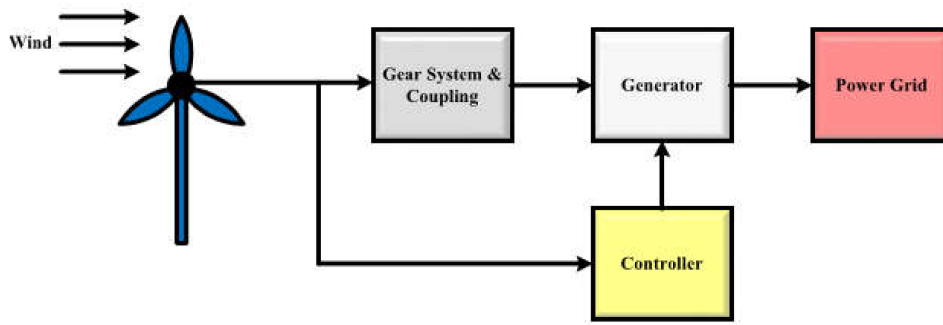 Wind
Gear System &
Coupling
Generator
Power Grid
Controller